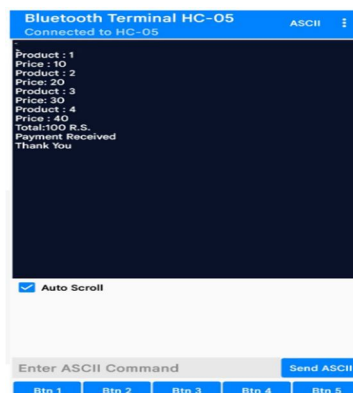 Bluetooth Terminal HC-05
Connected to HC-05
ASCII
Product : 1
Price : 10
Product : 2
Price: 20
Product : 3
Price: 30
Product : 4
Price : 40
Total:100 R.S.
Payment Received
Thank You
Auto Scroll
Enter ASCII Command
Send ASCII
Btn 1
Btn 2
Btn 3
Btn 4
Btn 5